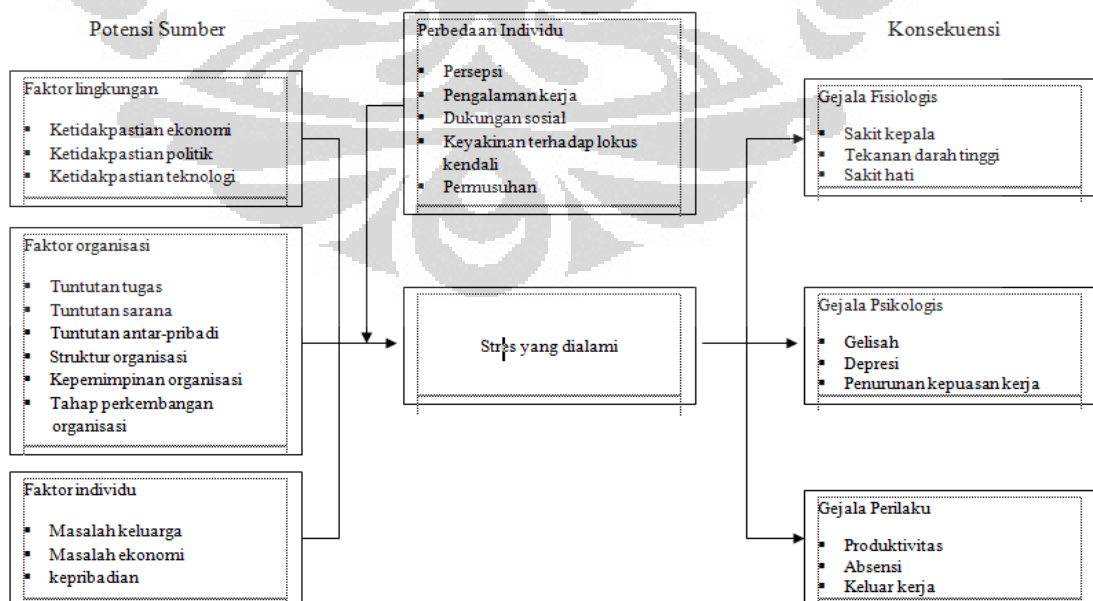 Potensi Sumber
Faktor lingkungan
▪ Ketidakpastian ekonomi
▪ Ketidakpastian politik
▪ Ketidakpastian teknologi
Faktor organisasi
▪ Tuntutan tugas
▪ Tuntutan sarana
▪ Tuntutan antar-pribadi
▪ Struktur organisasi
▪ Kepemimpinan organisasi
▪ Tahap perkembangan
organisasi
Faktor individu
▪ Masalah keluarga
▪ Masalah ekonomi
▪ kepribadian
Perbedaan Individu
▪ Persepsi
▪ Pengalaman kerja
▪ Dukungan sosial
▪ Keyakinan terhadap lokus
kendali
▪ Permusuhan
Stres yang dialami
Konsekuensi
Gejala Fisiologis
▪ Sakit kepala
▪ Tekanan darah tinggi
▪ Sakit hati
Gejala Psikologis
▪ Gelisah
▪ Depresi
▪ Penurunan kepuasan kerja
Gejala Perilaku
▪ Produktivitas
▪ Absensi
▪ Keluar kerja